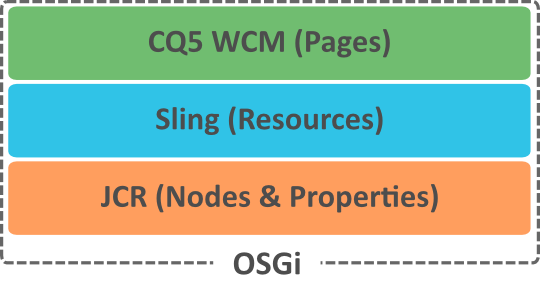 CQ5 WCM (Pages)
Sling (Resources)
JCR (Nodes & Properties)
OSGi